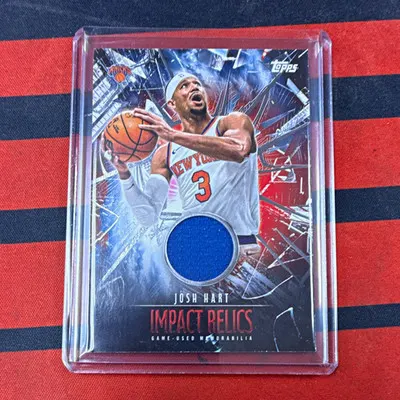 Topps
NEW YORK
3
JOSH HART
IMPACT RELICS
GAME-USED MEMORABILIA